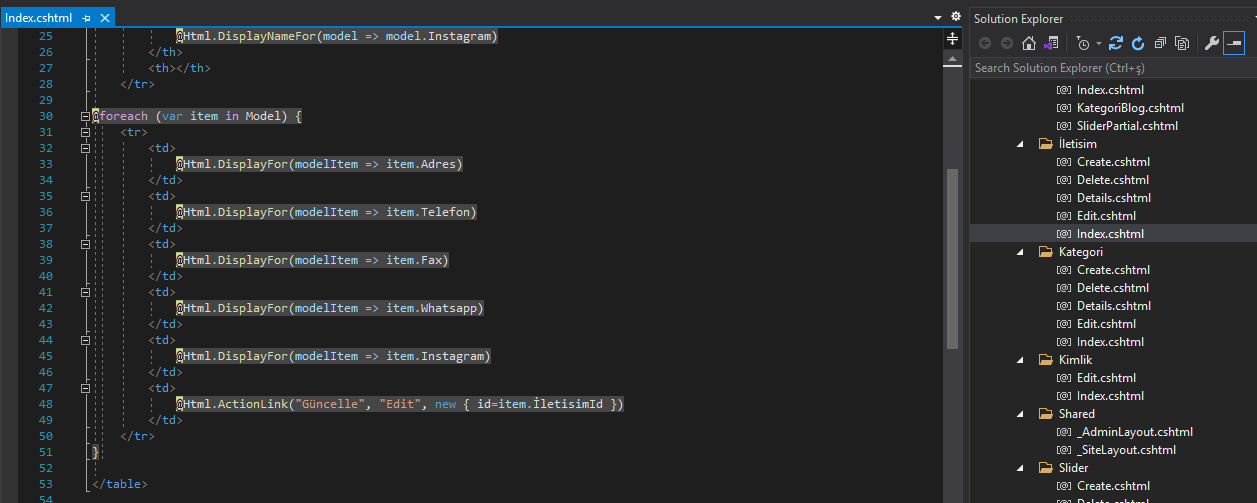 Index.cshtml
25 @Html.DisplayNameFor(model => model.Instagram)
26 </th>
27 <th></th>
28 </tr>
29
30 @foreach (var item in Model) {
31 <tr>
32 <td>
33 @Html.DisplayFor(modelItem => item.Adres)
34 </td>
35 <td>
36 @Html.DisplayFor(modelItem => item.Telefon)
37 </td>
38 <td>
39 @Html.DisplayFor(modelItem => item.Fax)
40 </td>
41 <td>
42 @Html.DisplayFor(modelItem => item.Whatsapp)
43 </td>
44 <td>
45 @Html.DisplayFor(modelItem => item.Instagram)
46 </td>
47 <td>
48 @Html.ActionLink("Güncelle", "Edit", new { id=item.İletisimId })
49 </td>
50 </tr>
51 }
52
53 </table>
54
Solution Explorer
Search Solution Explorer (Ctrl+ş)
Index.cshtml
KategoriBlog.cshtml
SliderPartial.cshtml
İletisim
Create.cshtml
Delete.cshtml
Details.cshtml
Edit.cshtml
Index.cshtml
Kategori
Create.cshtml
Delete.cshtml
Details.cshtml
Edit.cshtml
Index.cshtml
Kimlik
Edit.cshtml
Index.cshtml
Shared
_AdminLayout.cshtml
_SiteLayout.cshtml
Slider
Create.cshtml
Delete.cshtml